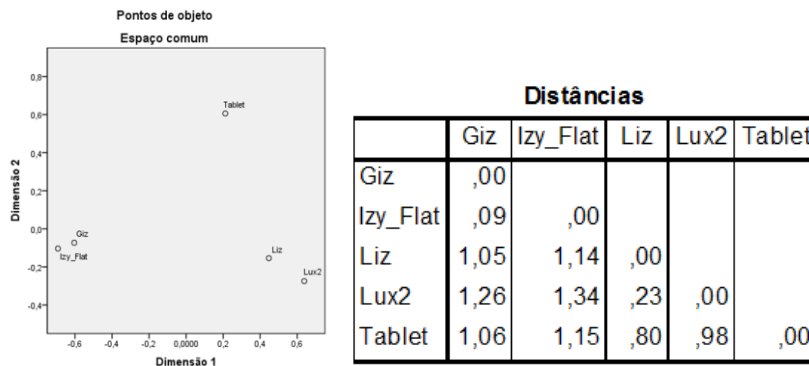 Pontos de objeto
Espaço comum
Tablet
Giz
Izy_Flat
Liz
Lux2
0,8
0,6
0,4
0,2
0,0
-0,2
-0,4
-0,6 -0,4 -0,2 0,0000 0,2 0,4 0,6
Dimensão 2
Dimensão 1
Distâncias
Giz Izy_Flat Liz Lux2 Tablet
Giz ,00
Izy_Flat ,09 ,00
Liz 1,05 1,14 ,00
Lux2 1,26 1,34 ,23 ,00
Tablet 1,06 1,15 ,80 ,98 ,00